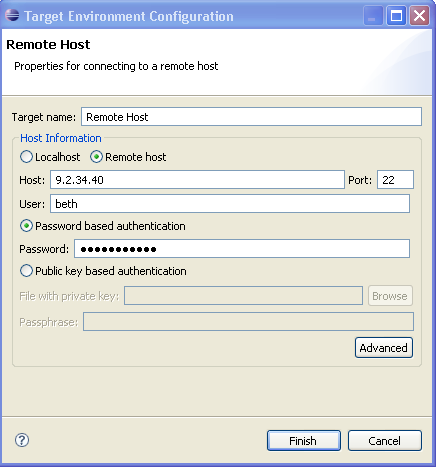 Target Environment Configuration
Remote Host
Properties for connecting to a remote host
Target name: Remote Host
Host Information
Localhost Remote host
Host: 9.2.34.40 Port: 22
User: beth
Password based authentication
Password: ●●●●●●●●●●●
Public key based authentication
File with private key: Browse
Passphrase:
Advanced
? Finish Cancel